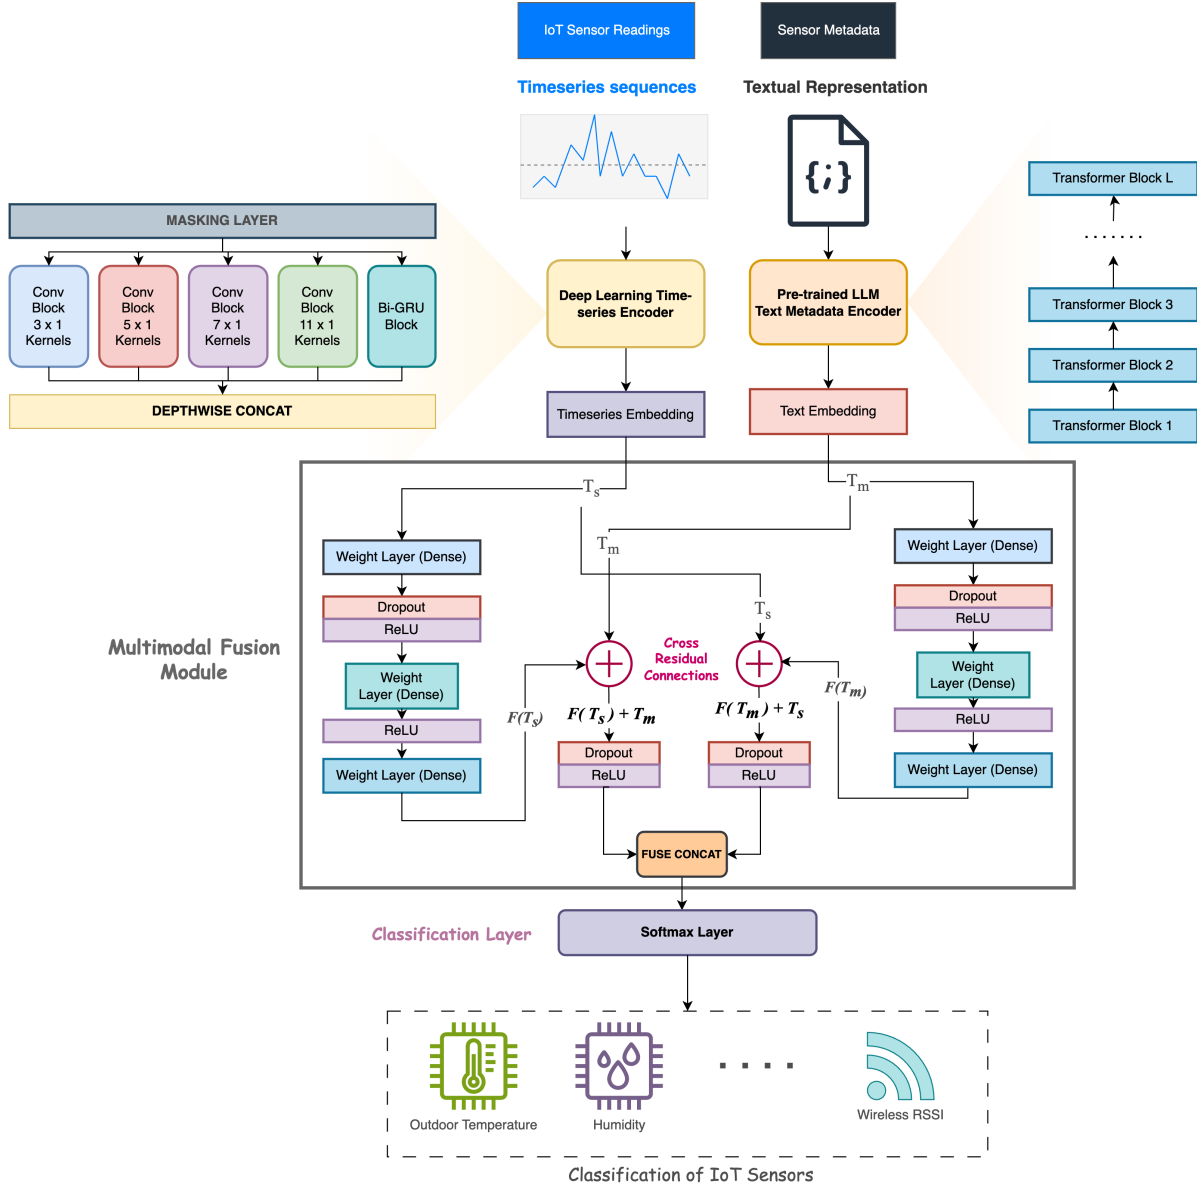 IoT Sensor Readings
Sensor Metadata
Timeseries sequences
Textual Representation
{;}
MASKING LAYER
Conv
Block
3 x 1
Kernels
Conv
Block
5 x 1
Kernels
Conv
Block
7 x 1
Kernels
Conv
Block
11 x 1
Kernels
Bi-GRU
Block
DEPTHWISE CONCAT
Deep Learning Time-
series Encoder
Pre-trained LLM
Text Metadata Encoder
Transformer Block L
.......
Transformer Block 3
Transformer Block 2
Transformer Block 1
Timeseries Embedding
Text Embedding
Multimodal Fusion
Module
Ts
Tm
Tm
Ts
Weight Layer (Dense)
Dropout
ReLU
Weight
Layer (Dense)
ReLU
Weight Layer (Dense)
F(Ts)
Cross
Residual
Connections
F( Ts ) + Tm
F( Tm ) + Ts
Dropout
ReLU
Dropout
ReLU
F(Tm)
Weight Layer (Dense)
Dropout
ReLU
Weight
Layer (Dense)
ReLU
Weight Layer (Dense)
FUSE CONCAT
Classification Layer
Softmax Layer
Outdoor Temperature
Humidity
. . . .
Wireless RSSI
Classification of IoT Sensors